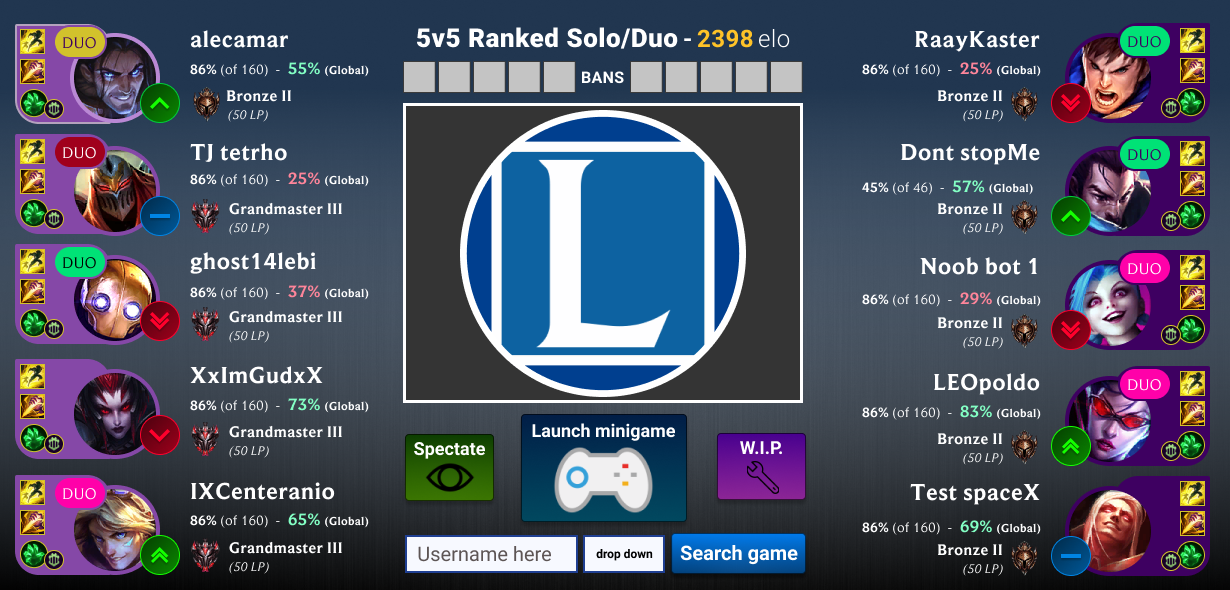 5v5 Ranked Solo/Duo - 2398 elo
BANS
DUO
alecamar
86% (of 160) - 55% (Global)
Bronze II
(50 LP)
DUO
TJ tetrho
86% (of 160) - 25% (Global)
Grandmaster III
(50 LP)
DUO
ghost14lebi
86% (of 160) - 37% (Global)
Grandmaster III
(50 LP)
XxImGudxX
86% (of 160) - 73% (Global)
Grandmaster III
(50 LP)
DUO
IXCenteranio
86% (of 160) - 65% (Global)
Grandmaster III
(50 LP)
L
Spectate
Launch minigame
W.I.P.
Username here
drop down
Search game
RaayKaster
DUO
86% (of 160) - 25% (Global)
Bronze II
(50 LP)
Dont stopMe
DUO
45% (of 46) - 57% (Global)
Bronze II
(50 LP)
Noob bot 1
DUO
86% (of 160) - 29% (Global)
Bronze II
(50 LP)
LEOpoldo
DUO
86% (of 160) - 83% (Global)
Bronze II
(50 LP)
Test spaceX
86% (of 160) - 69% (Global)
Bronze II
(50 LP)